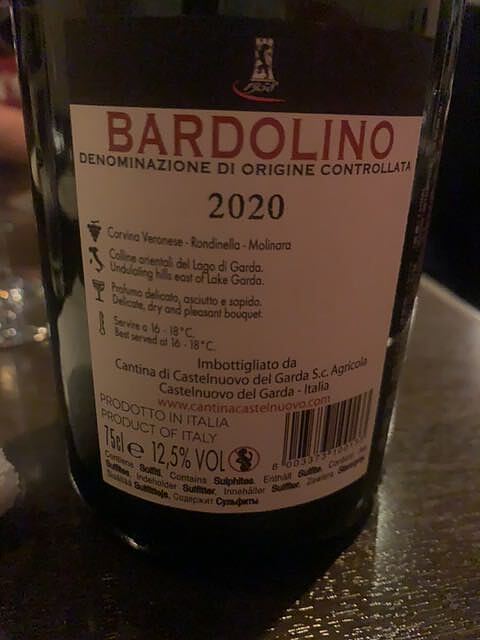 BARDOLINO
DENOMINAZIONE DI ORIGINE CONTROLLATA
2020
Corvina Veronese - Rondinella - Molinara
Colline orientali del Lago di Garda.
Undulating hills east of Lake Garda.
Profumo delicato, asciutto e sapido.
Delicate, dry and pleasant bouquet.
Servire a 16 - 18°C.
Best served at 16 - 18°C.
Imbottigliato da
Cantina di Castelnuovo del Garda S.c. Agricola
Castelnuovo del Garda - Italia
www.cantinacastelnuovo.com
PRODOTTO IN ITALIA
PRODUCT OF ITALY
75cl e 12,5% VOL
Contiene Solfiti, Contains Sulphites, Enthält Sulfite, Contient des
Sulfites, Indeholder Sulfitter, Innehåller Sulfiter, Zawiera
Содержит Сульфиты